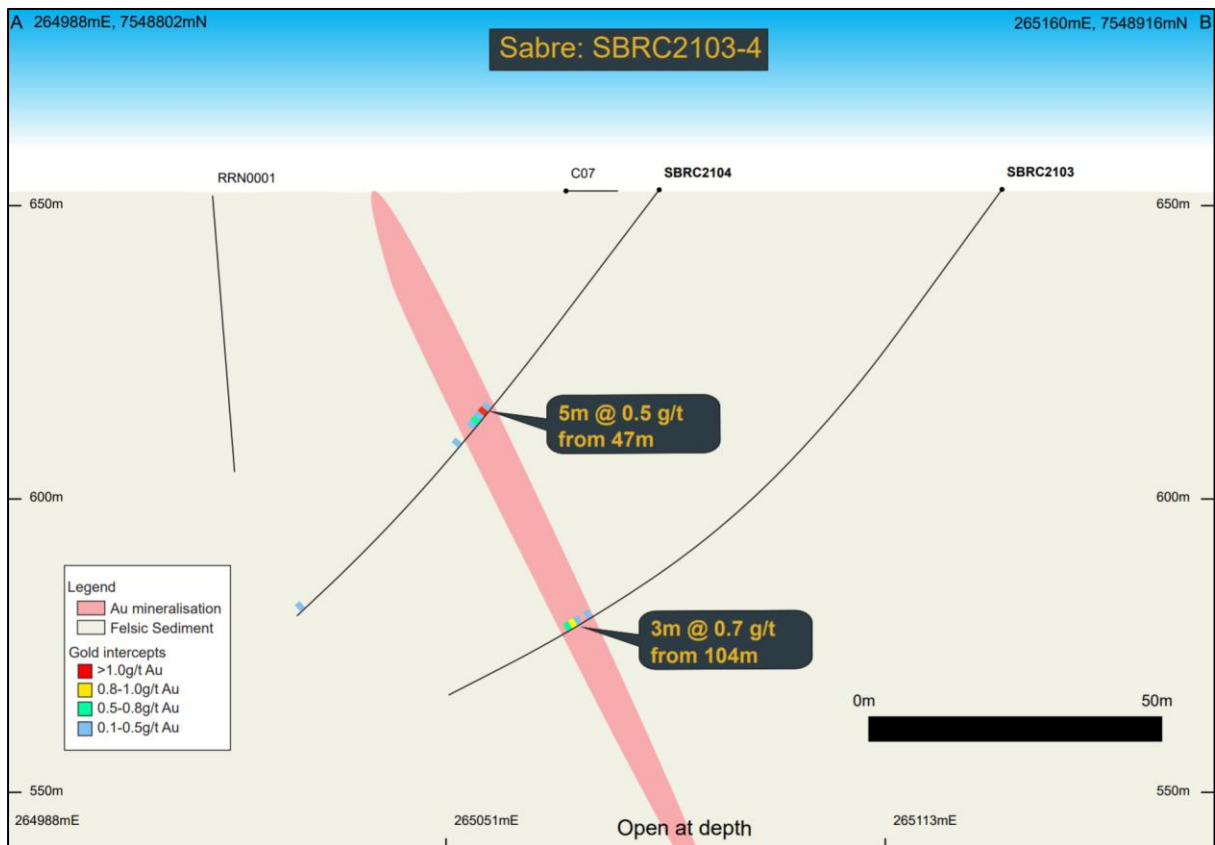 A 264988mE, 7548802mN
265160mE, 7548916mN B
Sabre: SBRC2103-4
RRN0001
C07
SBRC2104
SBRC2103
650m
650m
5m @ 0.5 g/t
from 47m
600m
600m
Legend
Au mineralisation
Felsic Sediment
Gold intercepts
>1.0g/t Au
0.8-1.0g/t Au
0.5-0.8g/t Au
0.1-0.5g/t Au
3m @ 0.7 g/t
from 104m
0m
50m
550m
550m
264988mE
265051mE
Open at depth
265113mE